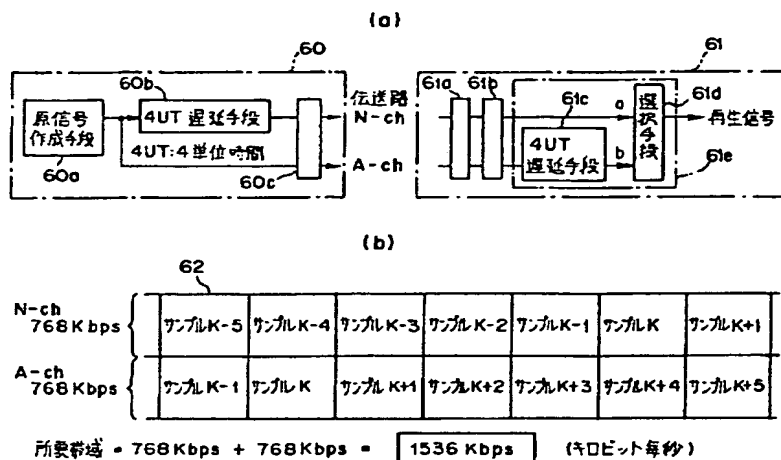 (a)
60
61
60b
伝送路
61a
61b
61c
61d
原信号
作成手段
4UT 遅延手段
N-ch
a
選択手段
再生信号
4UT:4単位時間
4UT
遅延手段
60a
60c
A-ch
b
61e
(b)
62
N-ch
768Kbps
サンプルK-5 サンプルK-4 サンプルK-3 サンプルK-2 サンプルK-1 サンプルK サンプルK+1
A-ch
768Kbps
サンプルK-1 サンプルK サンプルK+1 サンプルK+2 サンプルK+3 サンプルK+4 サンプルK+5
所要帯域 = 768Kbps + 768Kbps = 1536 Kbps (キロビット毎秒)